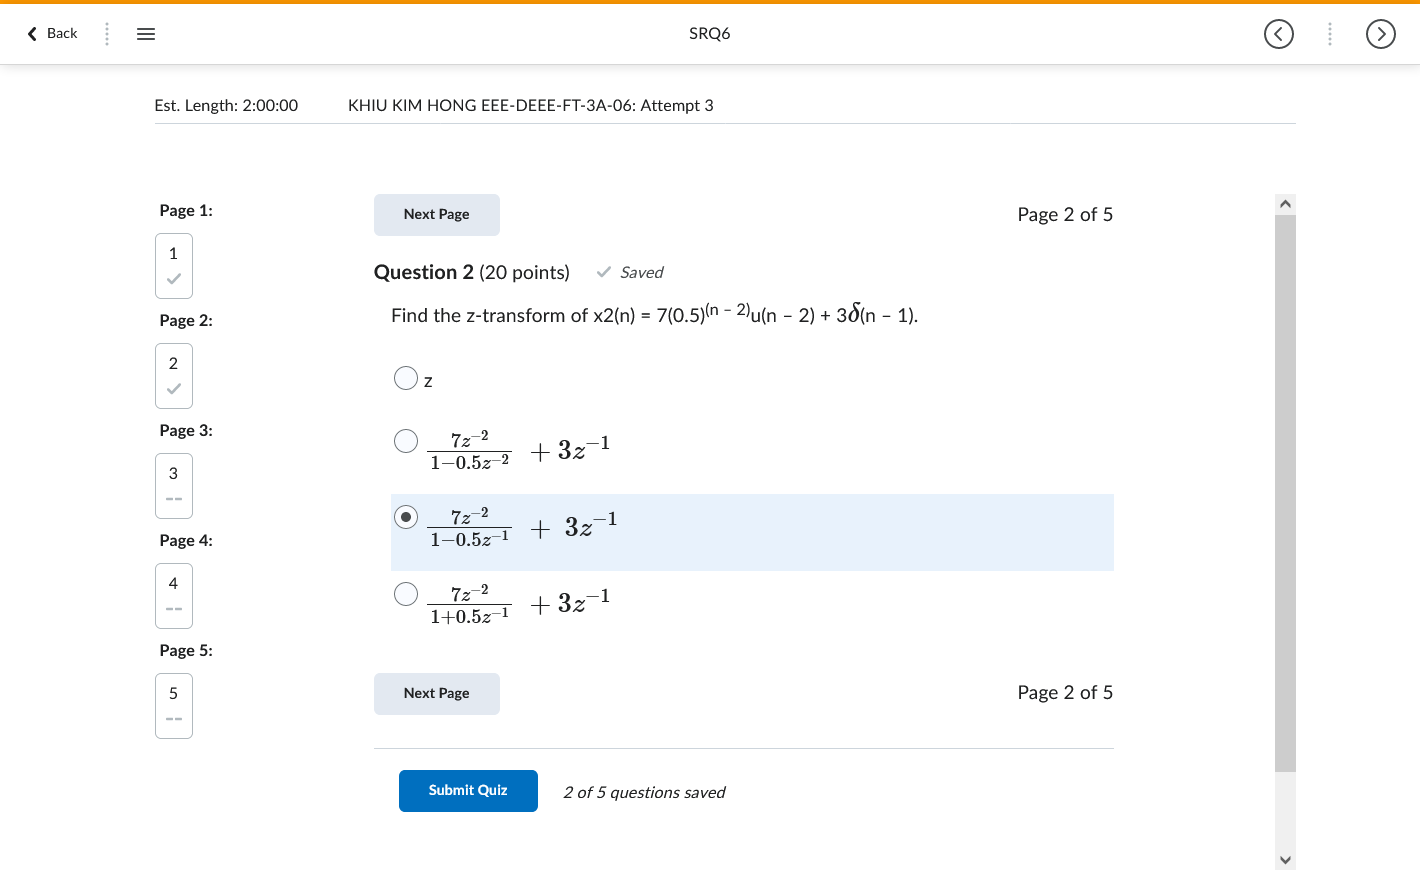 Back
SRQ6
Est. Length: 2:00:00 KHIU KIM HONG EEE-DEEE-FT-3A-06: Attempt 3
Page 1:
1
Page 2:
2
Page 3:
3
--
Page 4:
4
--
Page 5:
5
--
Next Page Page 2 of 5
Question 2 (20 points) Saved
Find the z-transform of x2(n) = 7(0.5)^(n – 2)u(n – 2) + 3δ(n – 1).
z
7z^−2 / 1−0.5z^−2 + 3z^−1
7z^−2 / 1−0.5z^−1 + 3z^−1
7z^−2 / 1+0.5z^−1 + 3z^−1
Next Page Page 2 of 5
Submit Quiz 2 of 5 questions saved